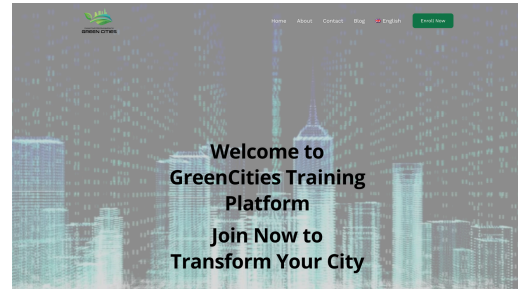 GREEN CITIES
Home About Contact Blog English Enroll Now
Welcome to
GreenCities Training
Platform
Join Now to
Transform Your City